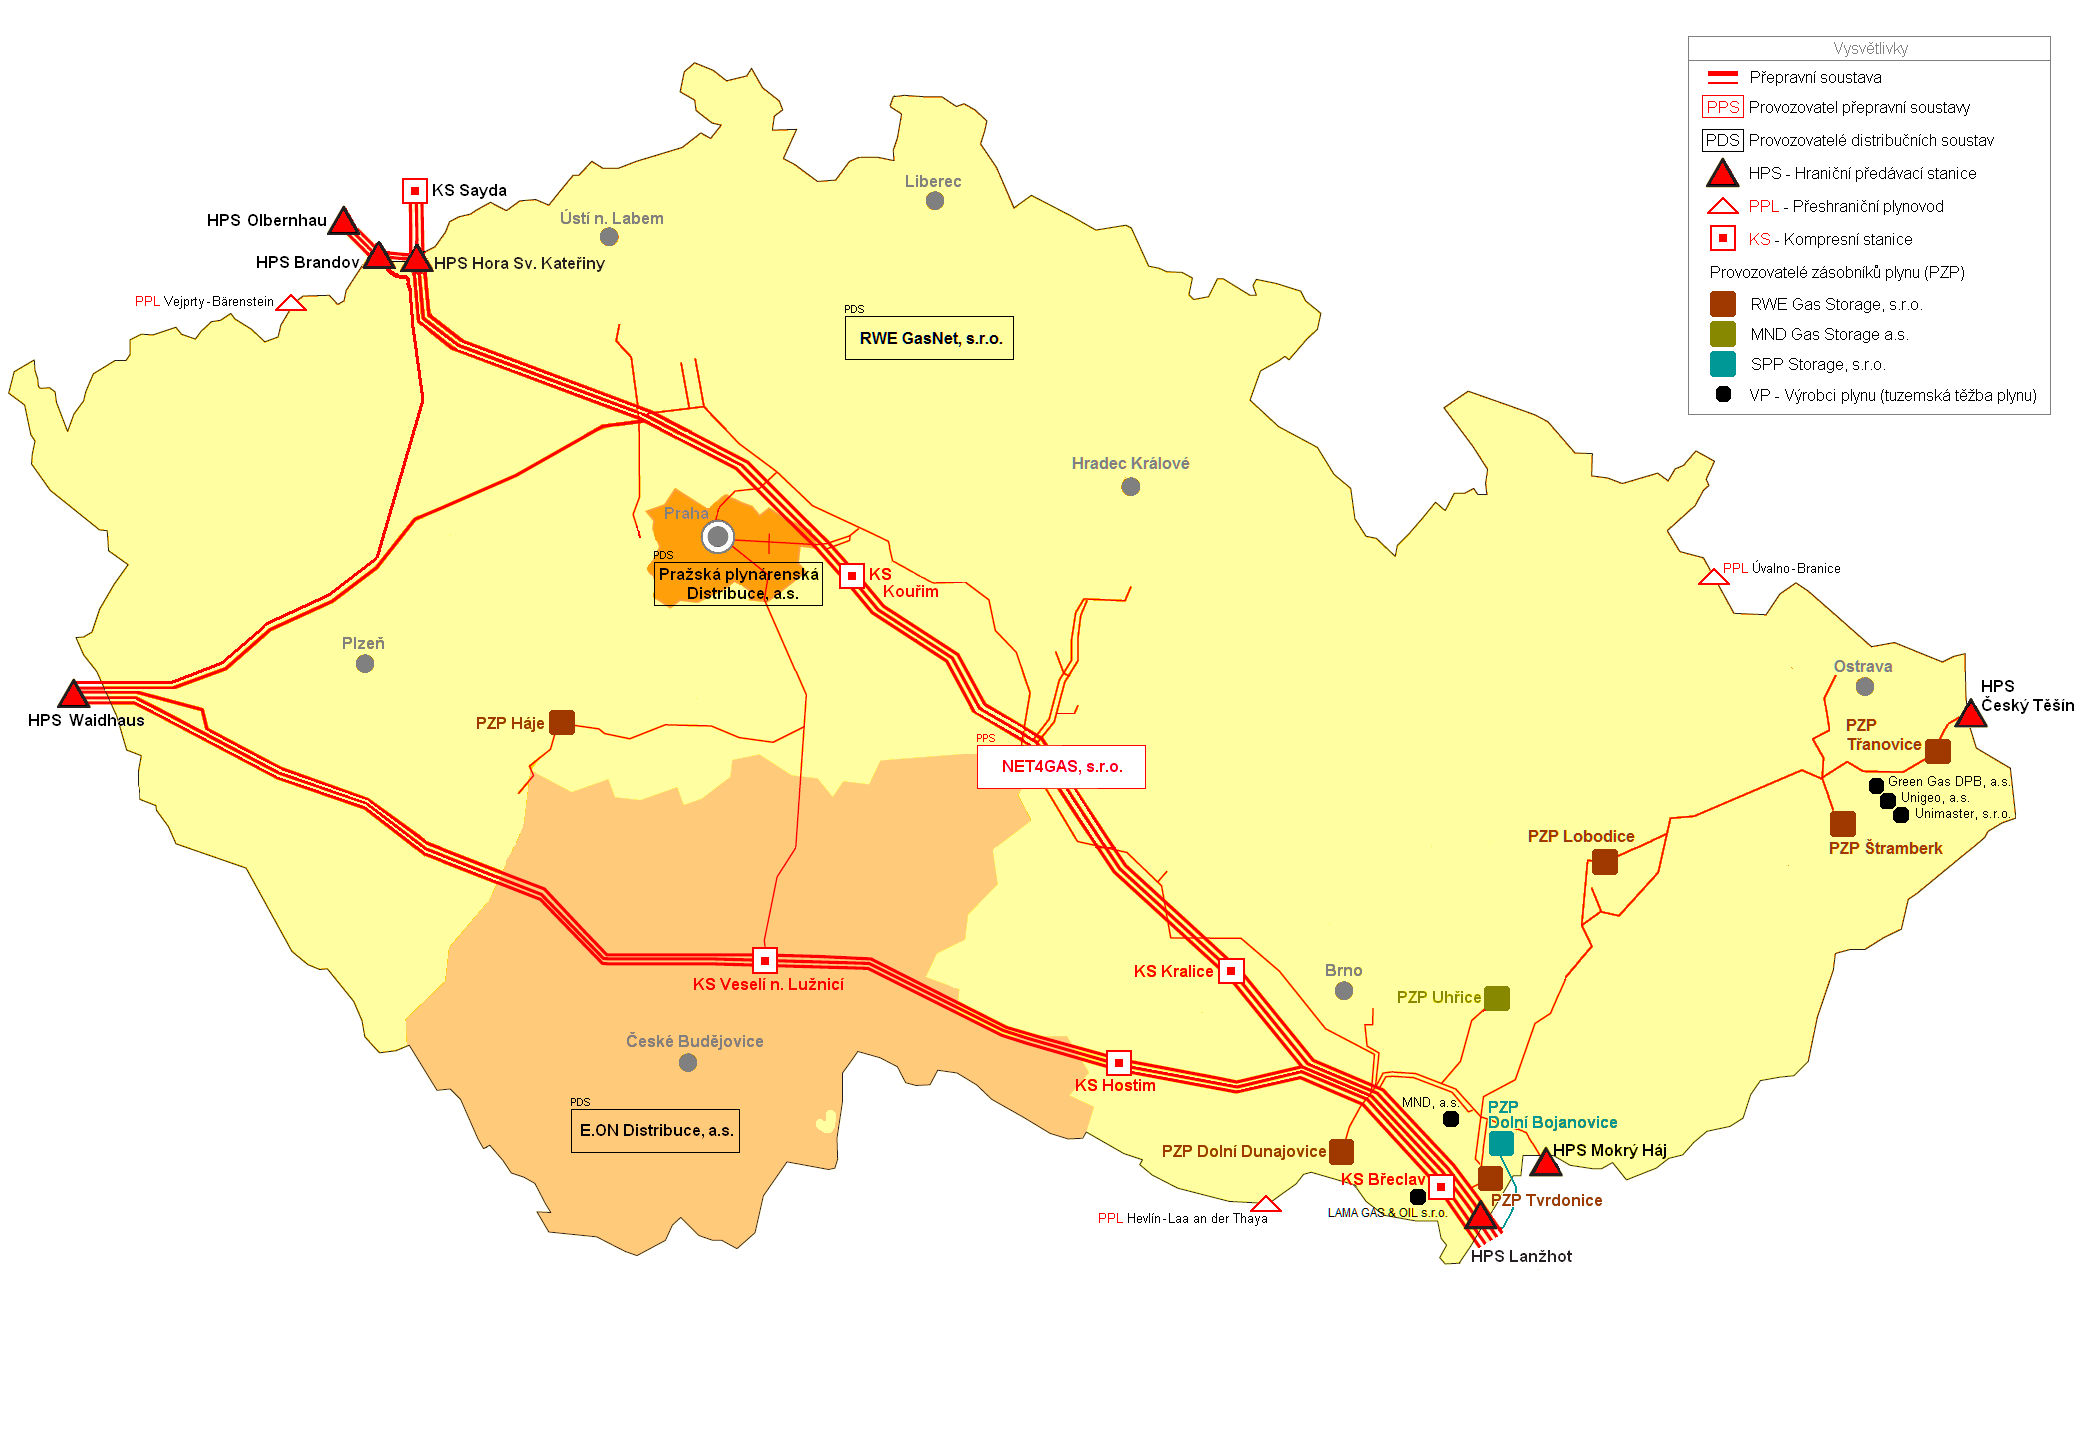 Vysvětlivky
Přepravní soustava
PPS Provozovatel přepravní soustavy
PDS Provozovatelé distribučních soustav
HPS - Hraniční předávací stanice
PPL - Přeshraniční plynovod
KS - Kompresní stanice
Provozovatelé zásobníků plynu (PZP)
RWE Gas Storage, s.r.o.
MND Gas Storage a.s.
SPP Storage, s.r.o.
VP - Výrobci plynu (tuzemská těžba plynu)
KS Sayda
HPS Olbernhau
HPS Brandov
HPS Hora Sv. Kateřiny
PPL Vejprty-Bärenstein
Ústí n. Labem
Liberec
PDS
RWE GasNet, s.r.o.
Hradec Králové
Praha
PDS
Pražská plynárenská
Distribuce, a.s.
KS
Kouřim
PPL Úvalno-Branice
Plzeň
HPS Waidhaus
PZP Háje
PPS
NET4GAS, s.r.o.
Ostrava
HPS
Český Těšín
PZP
Třanovice
Green Gas DPB, a.s.
Unigeo, a.s.
Unimaster, s.r.o.
PZP Štramberk
PZP Lobodice
KS Veselí n. Lužnicí
KS Kralice
Brno
PZP Uhřice
České Budějovice
KS Hostim
PDS
E.ON Distribuce, a.s.
MND, a.s.
PZP
Dolní Bojanovice
HPS Mokrý Háj
PZP Dolní Dunajovice
KS Břeclav
PZP Tvrdonice
LAMA GAS & OIL s.r.o.
PPL Hevlín-Laa an der Thaya
HPS Lanžhot